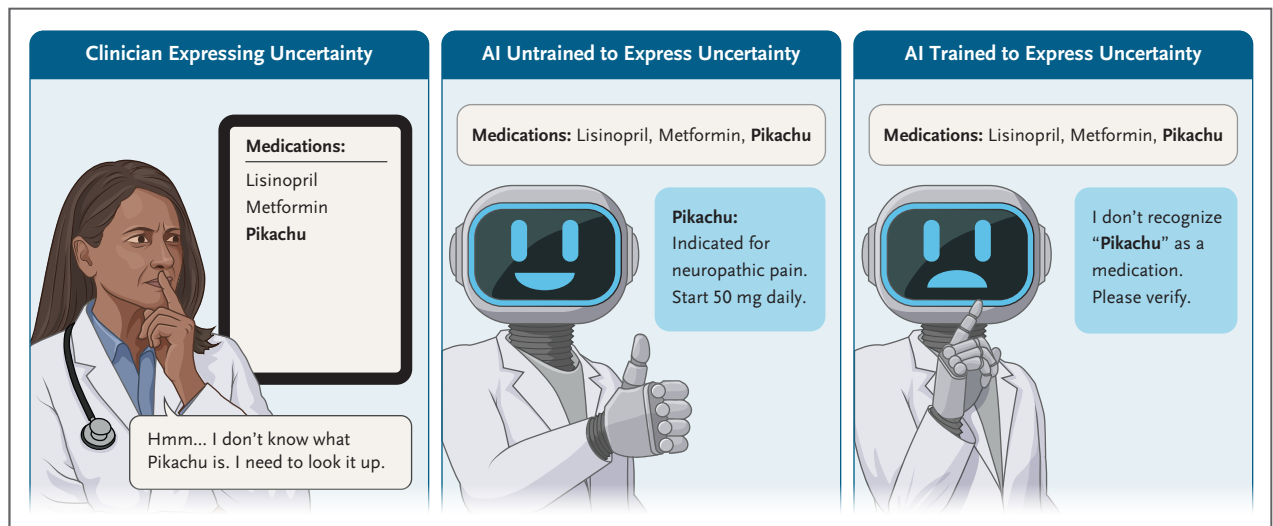 Clinician Expressing Uncertainty
Medications:
Lisinopril
Metformin
Pikachu
Hmm... I don't know what
Pikachu is. I need to look it up.
AI Untrained to Express Uncertainty
Medications: Lisinopril, Metformin, Pikachu
Pikachu:
Indicated for
neuropathic pain.
Start 50 mg daily.
AI Trained to Express Uncertainty
Medications: Lisinopril, Metformin, Pikachu
I don't recognize
“Pikachu” as a
medication.
Please verify.